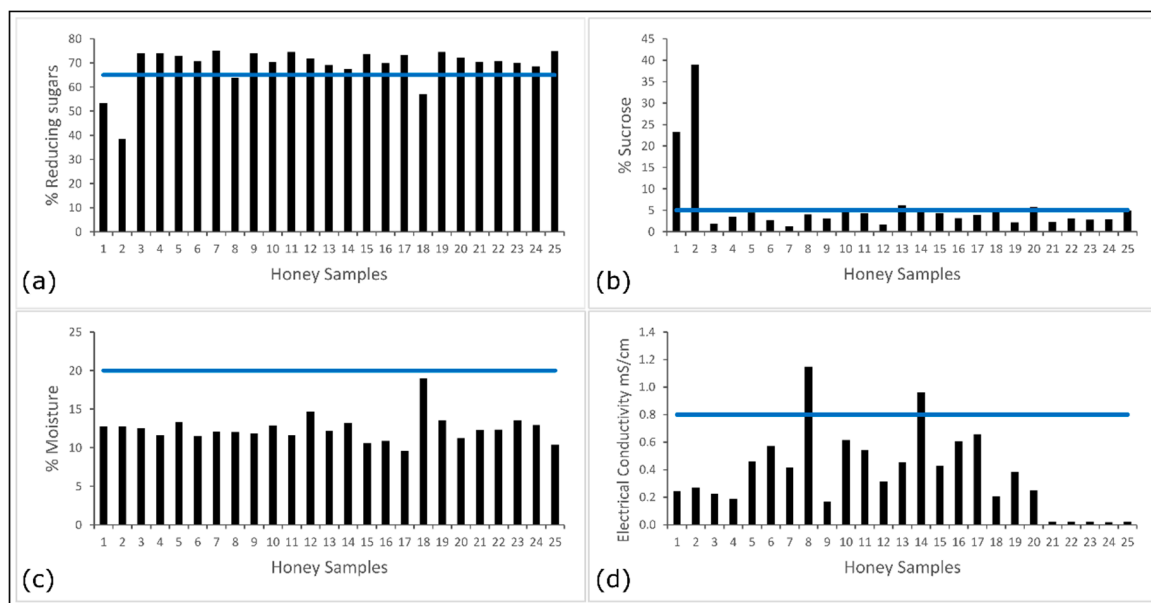 % Reducing sugars
80
70
60
50
40
30
20
10
0
1 2 3 4 5 6 7 8 9 10 11 12 13 14 15 16 17 18 19 20 21 22 23 24 25
Honey Samples
(a)
% Sucrose
45
40
35
30
25
20
15
10
5
0
1 2 3 4 5 6 7 8 9 10 11 12 13 14 15 16 17 18 19 20 21 22 23 24 25
Honey Samples
(b)
% Moisture
25
20
15
10
5
0
1 2 3 4 5 6 7 8 9 10 11 12 13 14 15 16 17 18 19 20 21 22 23 24 25
Honey Samples
(c)
Electrical Conductivity mS/cm
1.4
1.2
1.0
0.8
0.6
0.4
0.2
0.0
1 2 3 4 5 6 7 8 9 10 11 12 13 14 15 16 17 18 19 20 21 22 23 24 25
Honey Samples
(d)